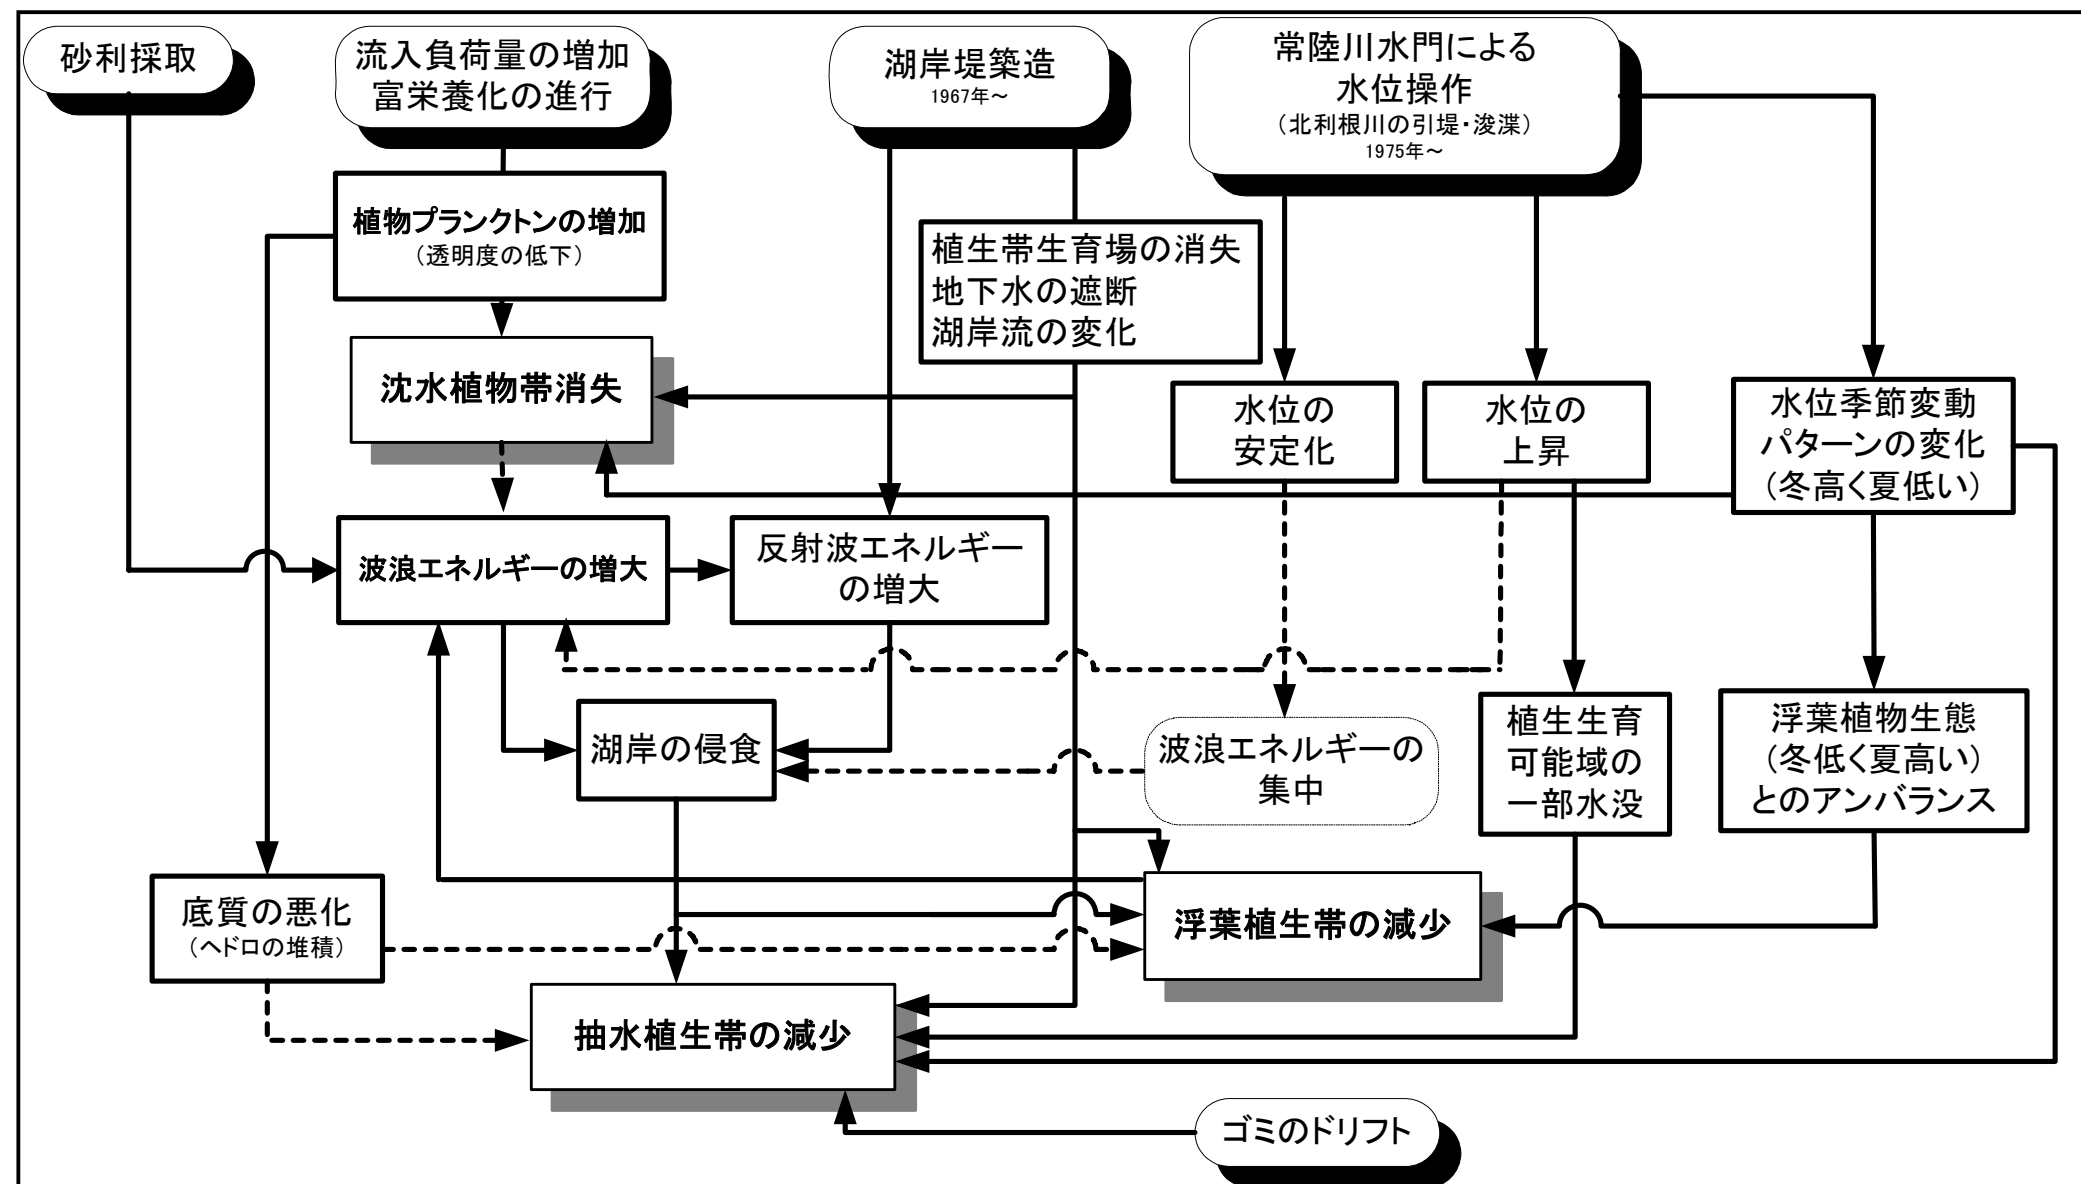 砂利採取
流入負荷量の増加
富栄養化の進行
湖岸堤築造
1967年～
常陸川水門による
水位操作
（北利根川の引堤・浚渫）
1975年～
植物プランクトンの増加
（透明度の低下）
植生帯生育場の消失
地下水の遮断
湖岸流の変化
沈水植物帯消失
水位の
安定化
水位の
上昇
水位季節変動
パターンの変化
（冬高く夏低い）
波浪エネルギーの増大
反射波エネルギー
の増大
湖岸の侵食
波浪エネルギーの
集中
植生生育
可能域の
一部水没
浮葉植物生態
（冬低く夏高い）
とのアンバランス
底質の悪化
（ヘドロの堆積）
浮葉植生帯の減少
抽水植生帯の減少
ゴミのドリフト